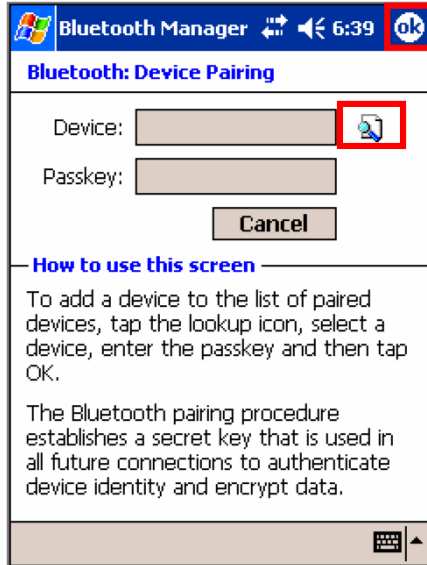 Bluetooth Manager 6:39 ok
Bluetooth: Device Pairing
Device:
Passkey:
Cancel
How to use this screen
To add a device to the list of paired
devices, tap the lookup icon, select a
device, enter the passkey and then tap
OK.
The Bluetooth pairing procedure
establishes a secret key that is used in
all future connections to authenticate
device identity and encrypt data.